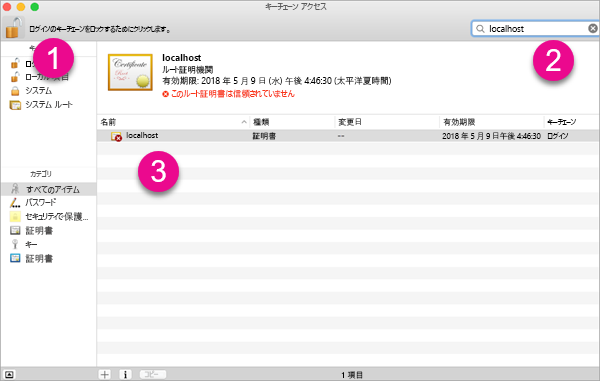 キーチェーン アクセス
ログインのキーチェーンをロックするためにクリックします。
localhost
1
2
システム
システム ルート
localhost
ルート証明機関
有効期限: 2018 年 5 月 9 日 (水) 午後 4:46:30 (太平洋夏時間)
このルート証明書は信頼されていません
名前 種類 変更日 有効期限 キーチェーン
localhost 証明書 -- 2018 年 5 月 9 日午後 4:46:30 ログイン
3
カテゴリ
すべてのアイテム
パスワード
セキュリティで保護...
証明書
キー
証明書
コピー
1 項目